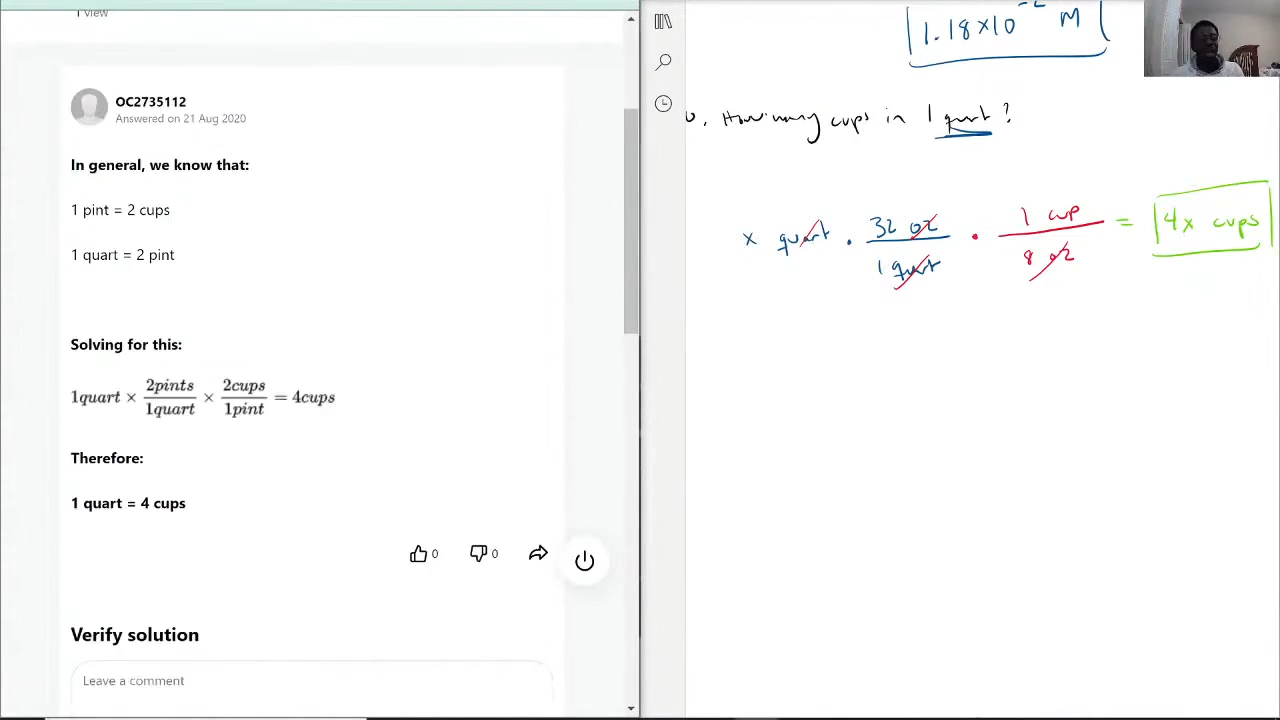 1 view
OC2735112
Answered on 21 Aug 2020
In general, we know that:
1 pint = 2 cups
1 quart = 2 pint
Solving for this:
1quart × 2pints/1quart × 2cups/1pint = 4cups
Therefore:
1 quart = 4 cups
0 0
Verify solution
Leave a comment
1.18×10⁻² M
How many cups in 1 quart?
x quart · 32 oz/1 quart · 1 cup/8 oz = 4x cups